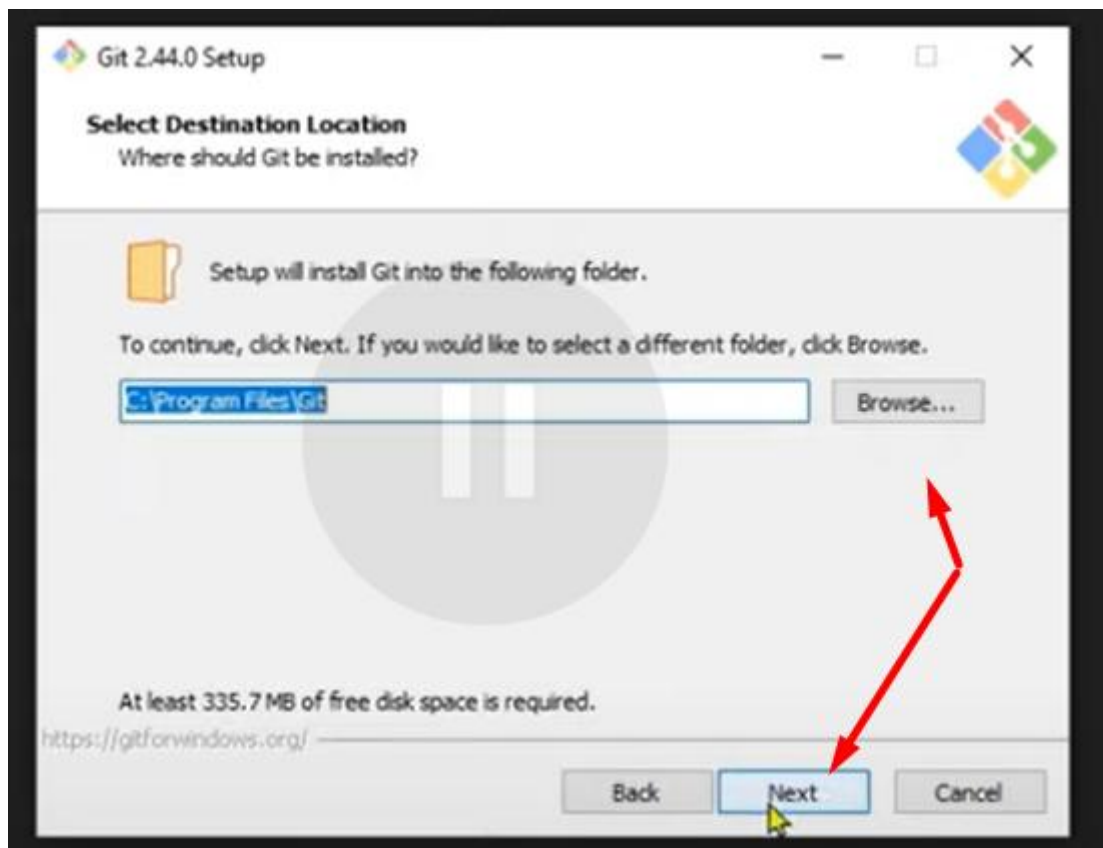 Git 2.44.0 Setup
Select Destination Location
Where should Git be installed?
Setup will install Git into the following folder.
To continue, click Next. If you would like to select a different folder, click Browse.
C:\Program Files\Git
Browse...
At least 335.7 MB of free disk space is required.
https://gitforwindows.org/
Back
Next
Cancel